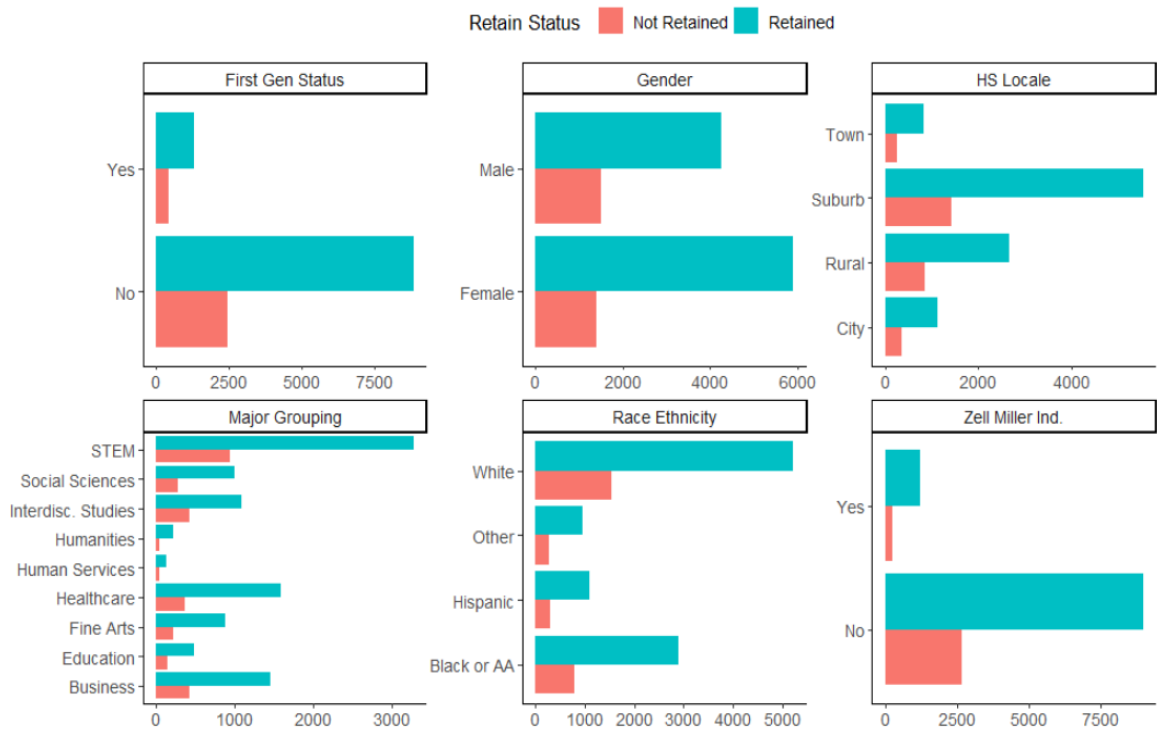 Retain Status Not Retained Retained
First Gen Status
Yes
No
0 2500 5000 7500
Gender
Male
Female
0 2000 4000 6000
HS Locale
Town
Suburb
Rural
City
0 2000 4000
Major Grouping
STEM
Social Sciences
Interdisc. Studies
Humanities
Human Services
Healthcare
Fine Arts
Education
Business
0 1000 2000 3000
Race Ethnicity
White
Other
Hispanic
Black or AA
0 1000 2000 3000 4000 5000
Zell Miller Ind.
Yes
No
0 2500 5000 7500